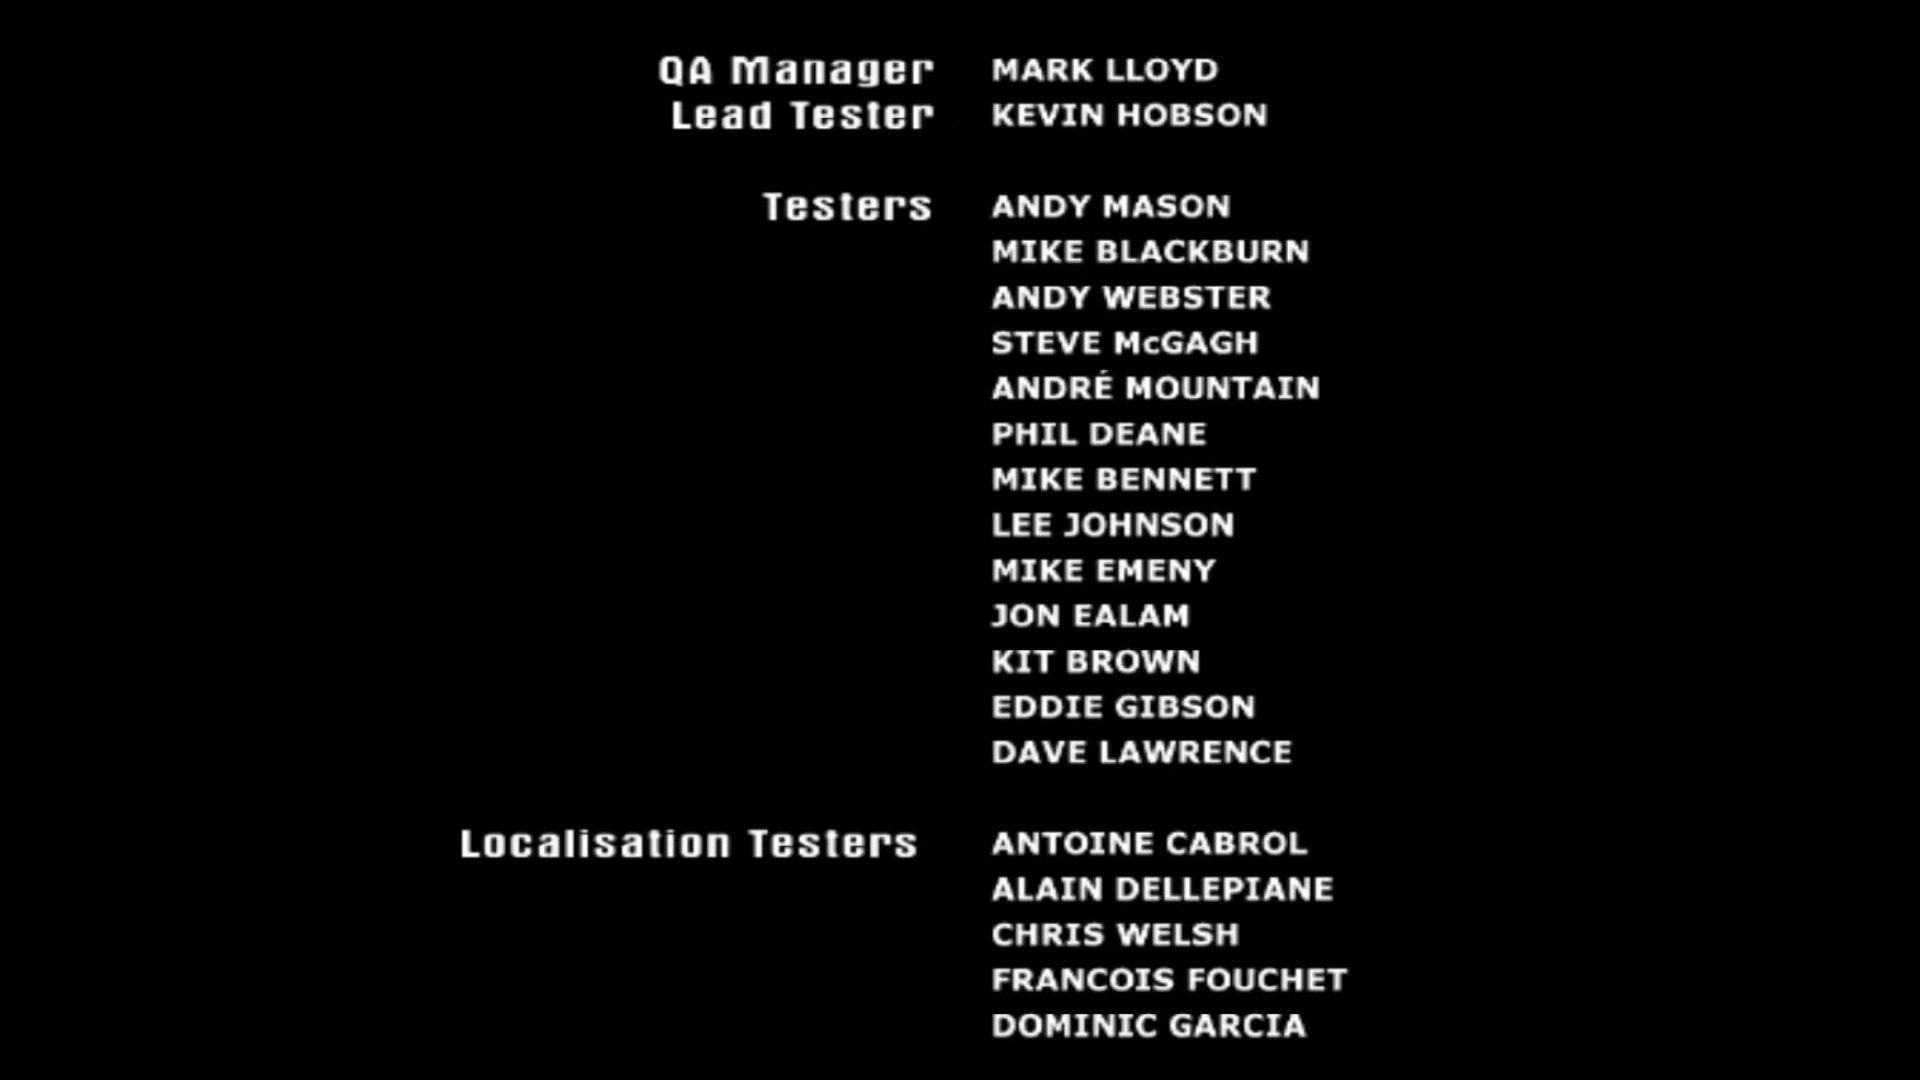 QA Manager MARK LLOYD
Lead Tester KEVIN HOBSON
Testers ANDY MASON
MIKE BLACKBURN
ANDY WEBSTER
STEVE McGAGH
ANDRÉ MOUNTAIN
PHIL DEANE
MIKE BENNETT
LEE JOHNSON
MIKE EMENY
JON EALAM
KIT BROWN
EDDIE GIBSON
DAVE LAWRENCE
Localisation Testers ANTOINE CABROL
ALAIN DELLEPIANE
CHRIS WELSH
FRANCOIS FOUCHET
DOMINIC GARCIA